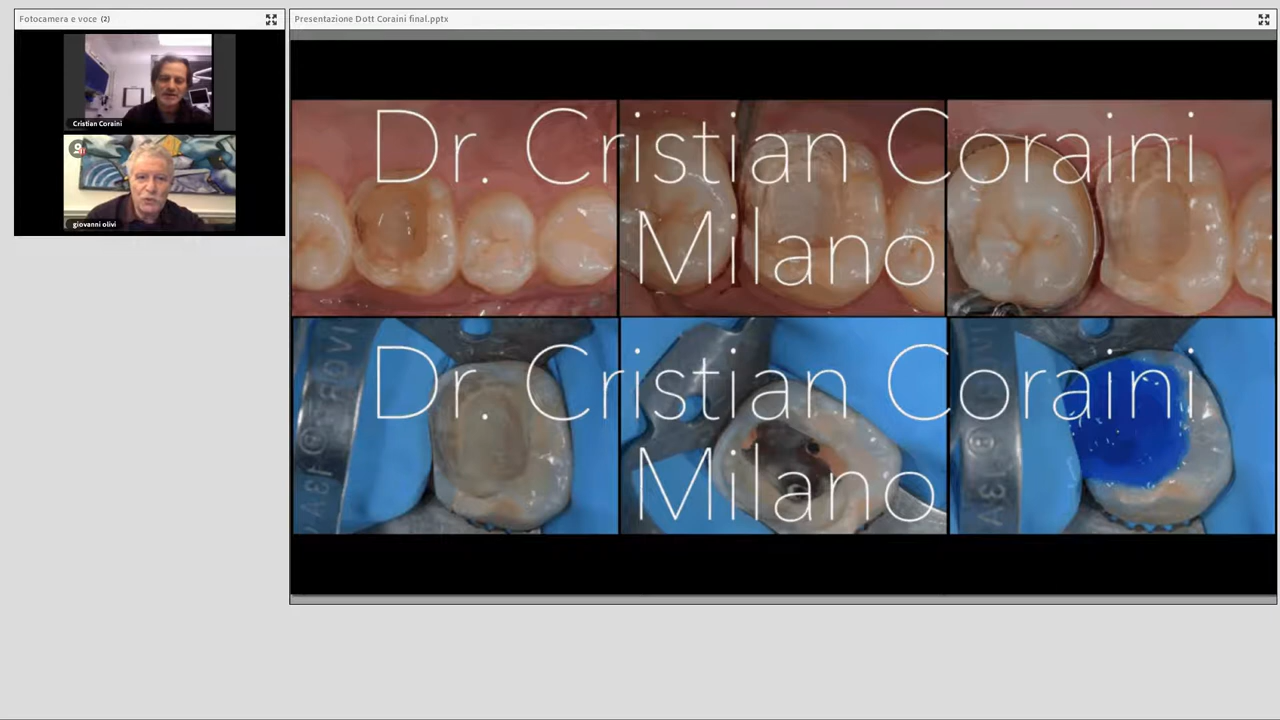 Fotocamera e voce (2)
Presentazione Dott Coraini final.pptx
Cristian Coraini
giovanni olivi
Dr. Cristian Coraini
Milano
Dr. Cristian Coraini
Milano